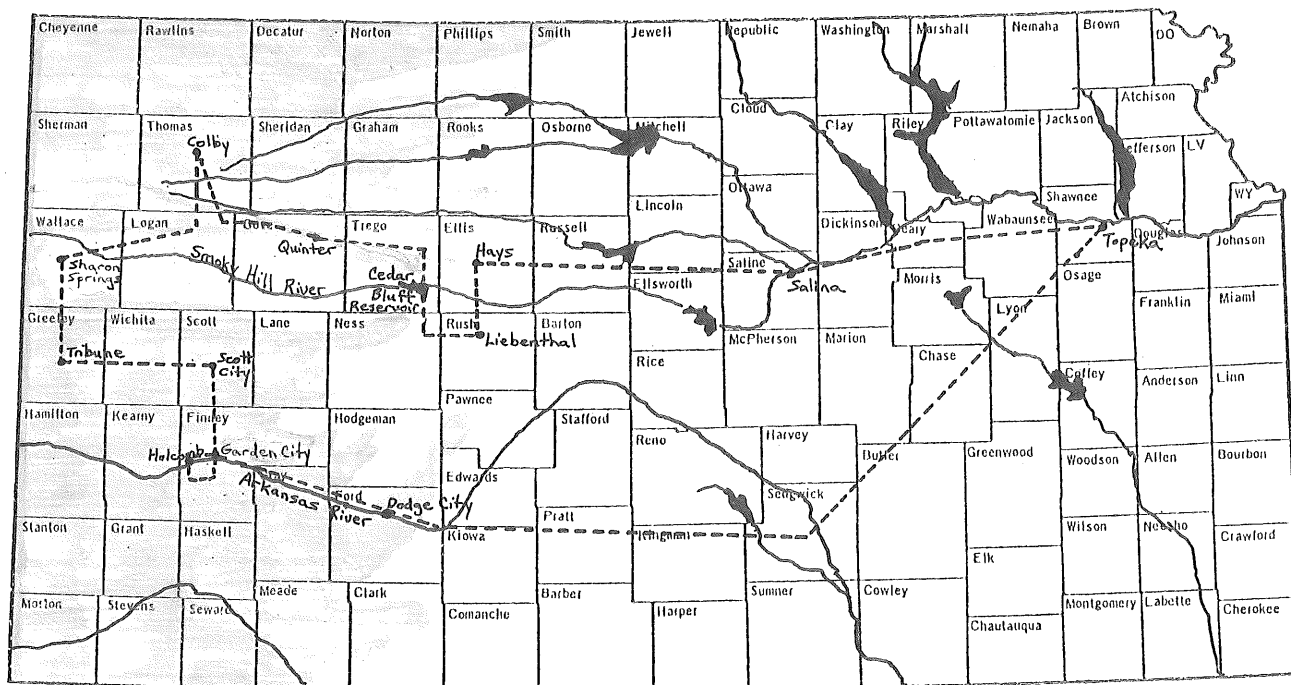 Cheyenne
Rawlins
Decatur
Norton
Phillips
Smith
Jewell
Republic
Washington
Marshall
Nemaha
Brown
DO
Sherman
Thomas
Colby
Sheridan
Graham
Rooks
Osborne
Mitchell
Cloud
Clay
Riley
Pottawatomie
Jackson
Atchison
Jefferson
LV
WY
Wallace
Logan
Gove
Quinter
Trego
Ellis
Russell
Lincoln
Ottawa
Dickinson
Geary
Wabaunsee
Shawnee
Topeka
Douglas
Johnson
Sharon
Springs
Smoky Hill River
Cedar
Bluff
Reservoir
Hays
Saline
Ellsworth
Salina
Morris
Osage
Franklin
Miami
Greeley
Wichita
Scott
Lane
Ness
Rush
Liebenthal
Barton
Rice
McPherson
Marion
Chase
Lyon
Coffey
Anderson
Linn
Tribune
Scott
City
Hamilton
Kearny
Finney
Hodgeman
Pawnee
Stafford
Reno
Harvey
Butler
Greenwood
Woodson
Allen
Bourbon
Holcomb
Garden City
Arkansas River
Ford
Dodge City
Edwards
Kiowa
Pratt
Kingman
Sedgwick
Elk
Wilson
Neosho
Crawford
Stanton
Grant
Haskell
Meade
Clark
Comanche
Barber
Harper
Sumner
Cowley
Chautauqua
Montgomery
Labette
Cherokee
Morton
Stevens
Seward